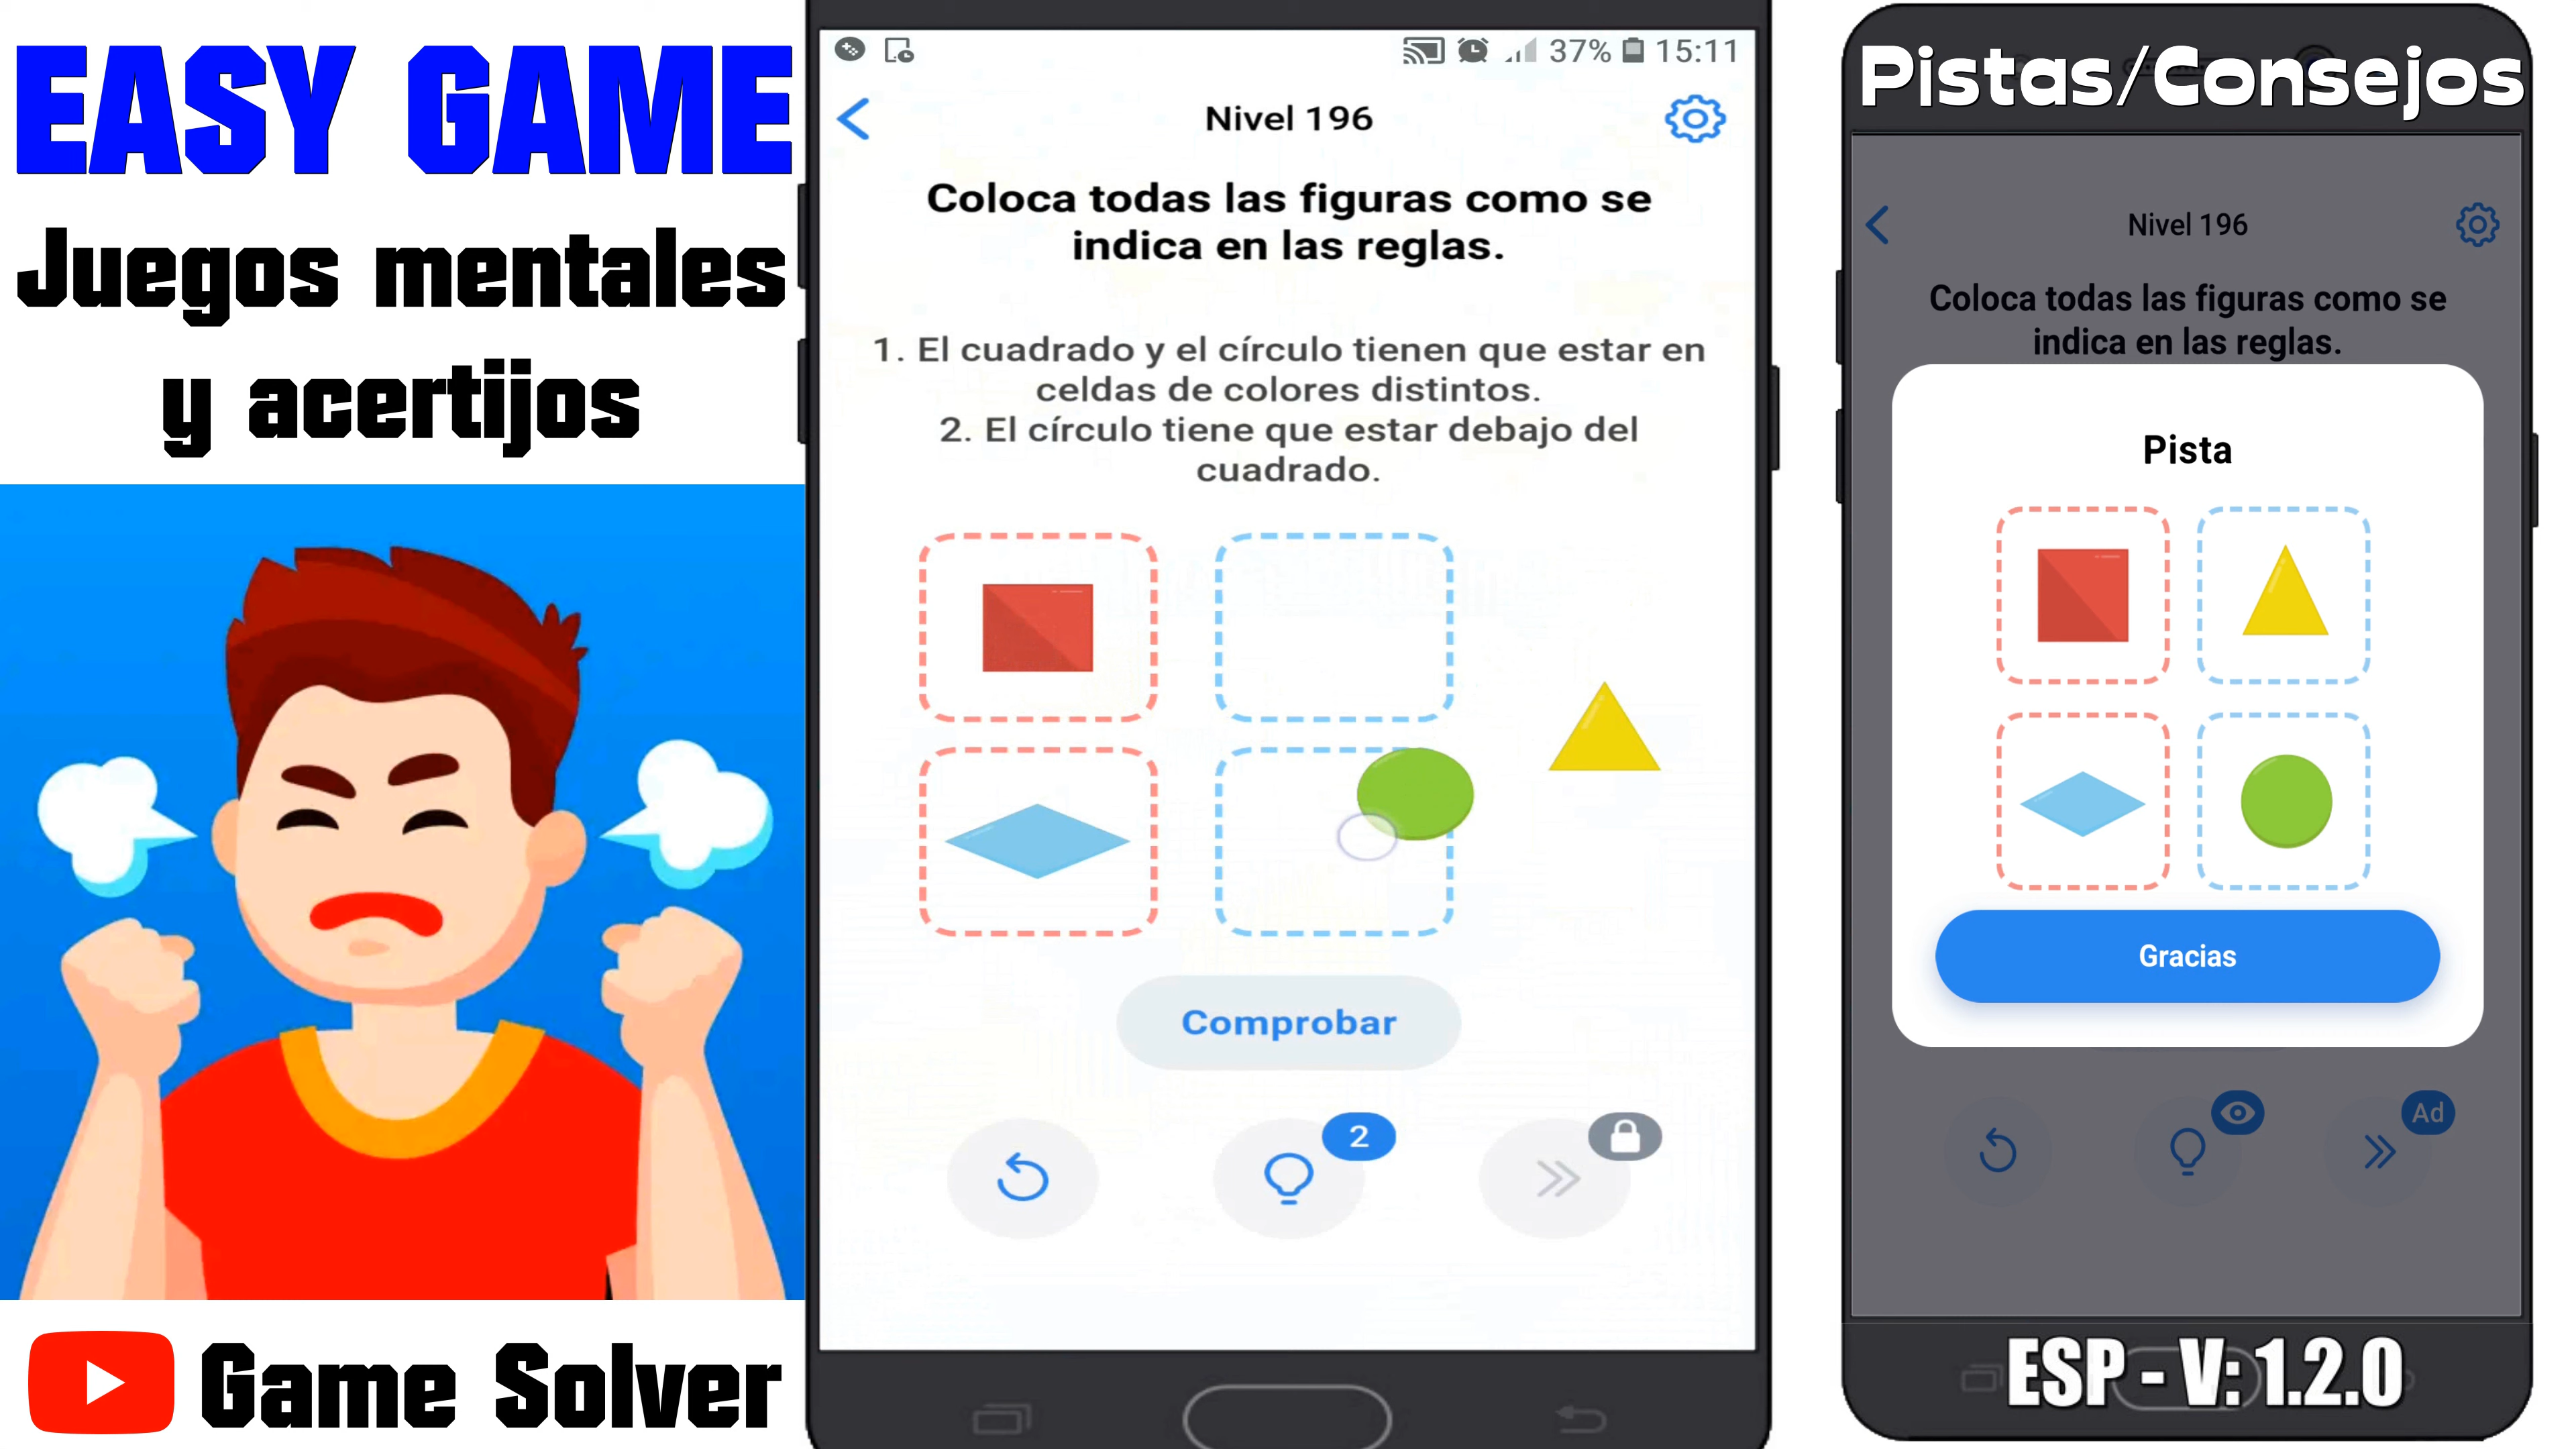 EASY GAME
Juegos mentales
y acertijos
Game Solver
37% 15:11
Nivel 196
Coloca todas las figuras como se
indica en las reglas.
1. El cuadrado y el círculo tienen que estar en
celdas de colores distintos.
2. El círculo tiene que estar debajo del
cuadrado.
Comprobar
2
Pistas/Consejos
Nivel 196
Coloca todas las figuras como se
indica en las reglas.
Pista
Gracias
Ad
ESP - V: 1.2.0